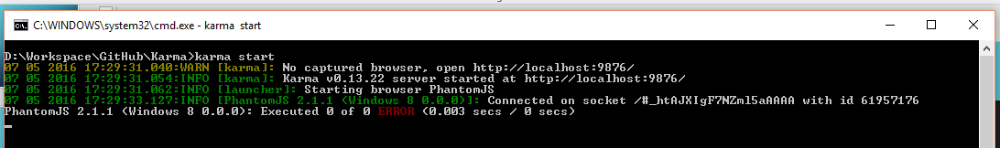 C:\WINDOWS\system32\cmd.exe - karma start
D:\Workspace\GitHub\Karma>karma start
07 05 2016 17:29:31.040:WARN [karma]: No captured browser, open http://localhost:9876/
07 05 2016 17:29:31.054:INFO [karma]: Karma v0.13.22 server started at http://localhost:9876/
07 05 2016 17:29:31.062:INFO [launcher]: Starting browser PhantomJS
07 05 2016 17:29:33.127:INFO [PhantomJS 2.1.1 (Windows 8 0.0.0)]: Connected on socket /#_htAJXIgF7NZml5aAAAA with id 61957176
PhantomJS 2.1.1 (Windows 8 0.0.0): Executed 0 of 0 ERROR (0.003 secs / 0 secs)